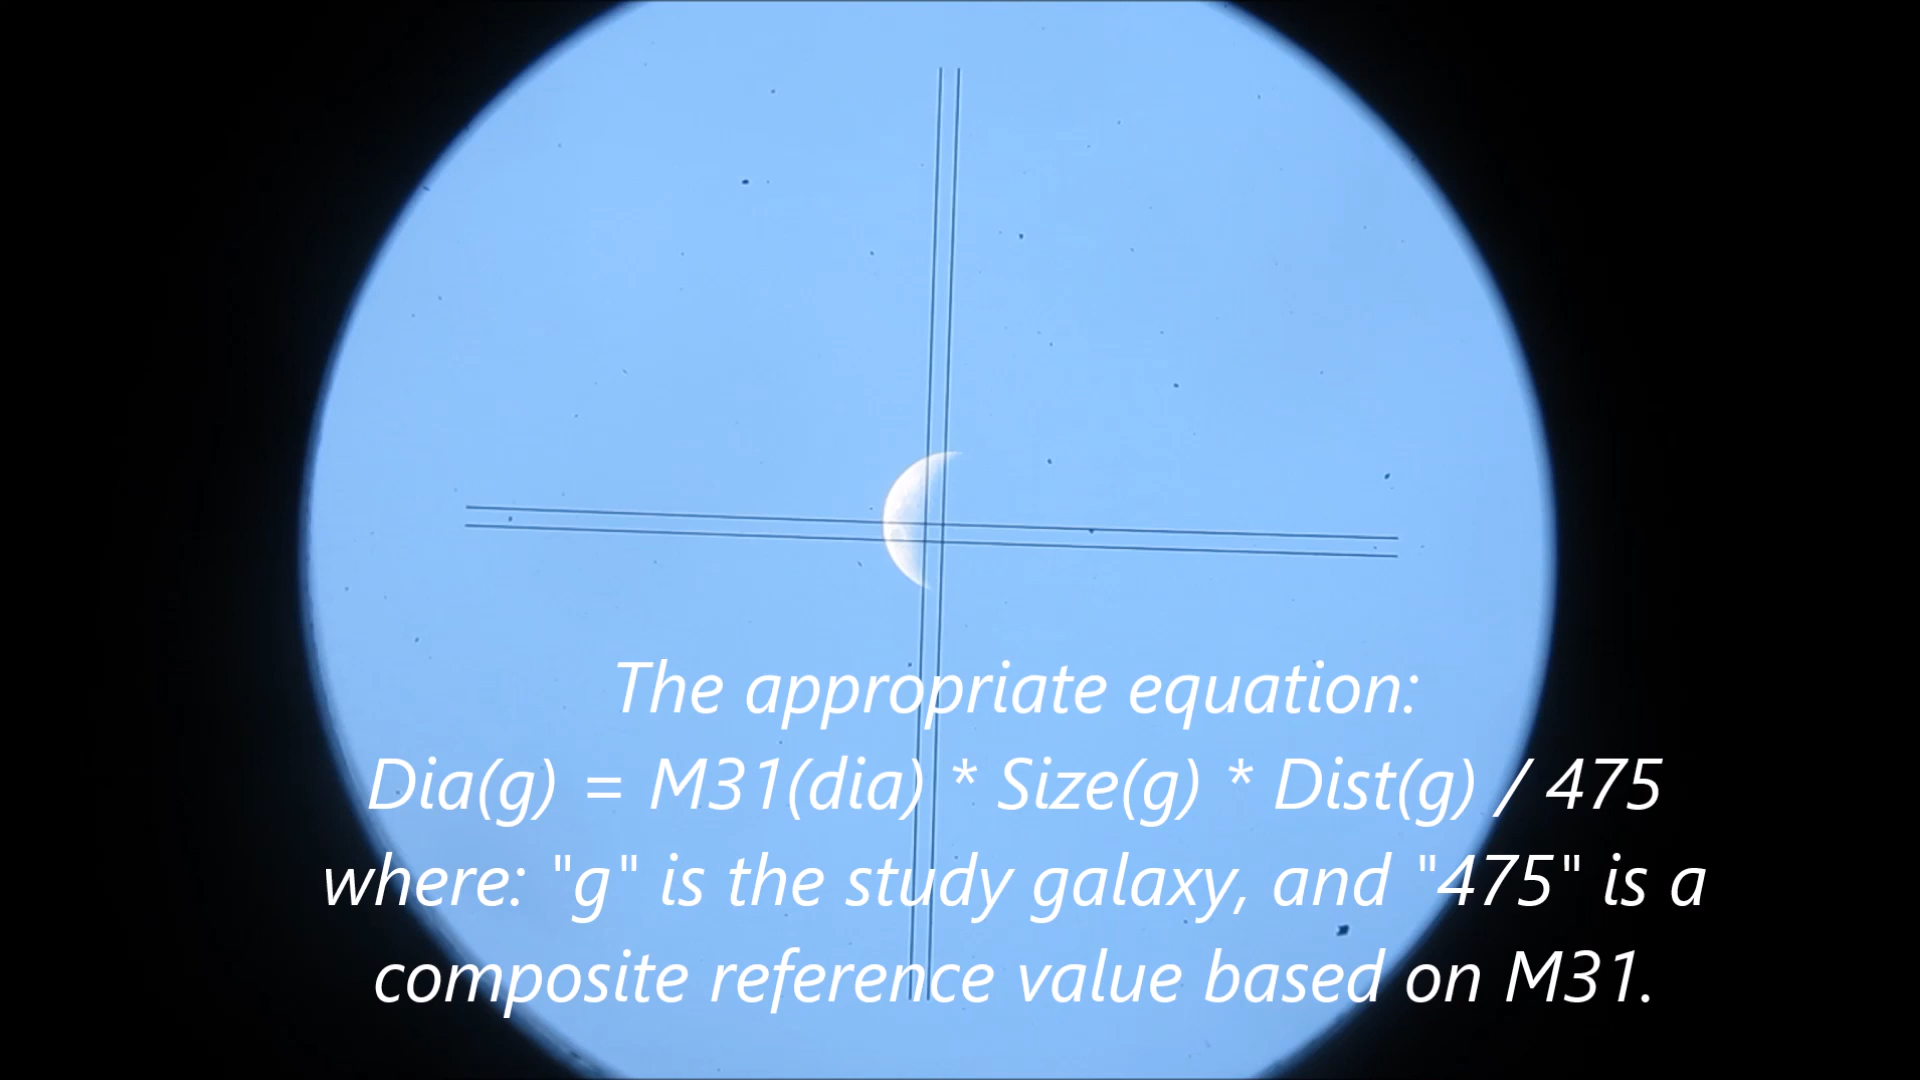 The appropriate equation:
Dia(g) = M31(dia) * Size(g) * Dist(g) / 475
where: "g" is the study galaxy, and "475" is a
composite reference value based on M31.